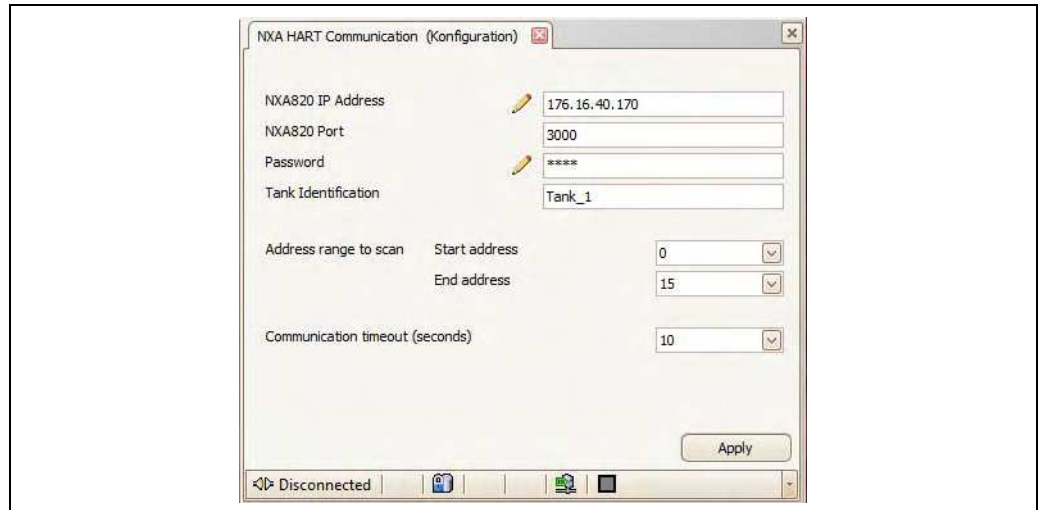 NXA HART Communication (Konfiguration)
NXA820 IP Address 176.16.40.170
NXA820 Port 3000
Password ****
Tank Identification Tank_1
Address range to scan Start address 0
End address 15
Communication timeout (seconds) 10
Apply
Disconnected